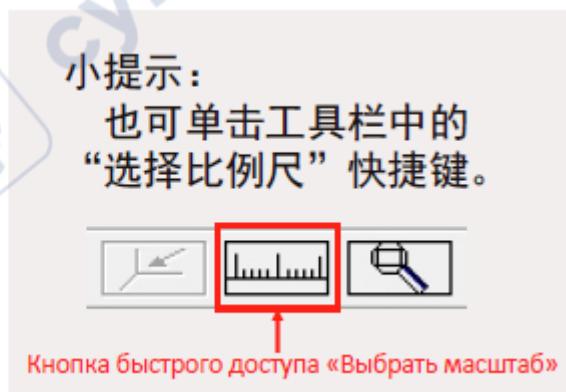 小提示：
也可单击工具栏中的
“选择比例尺”快捷键。
Кнопка быстрого доступа «Выбрать масштаб»